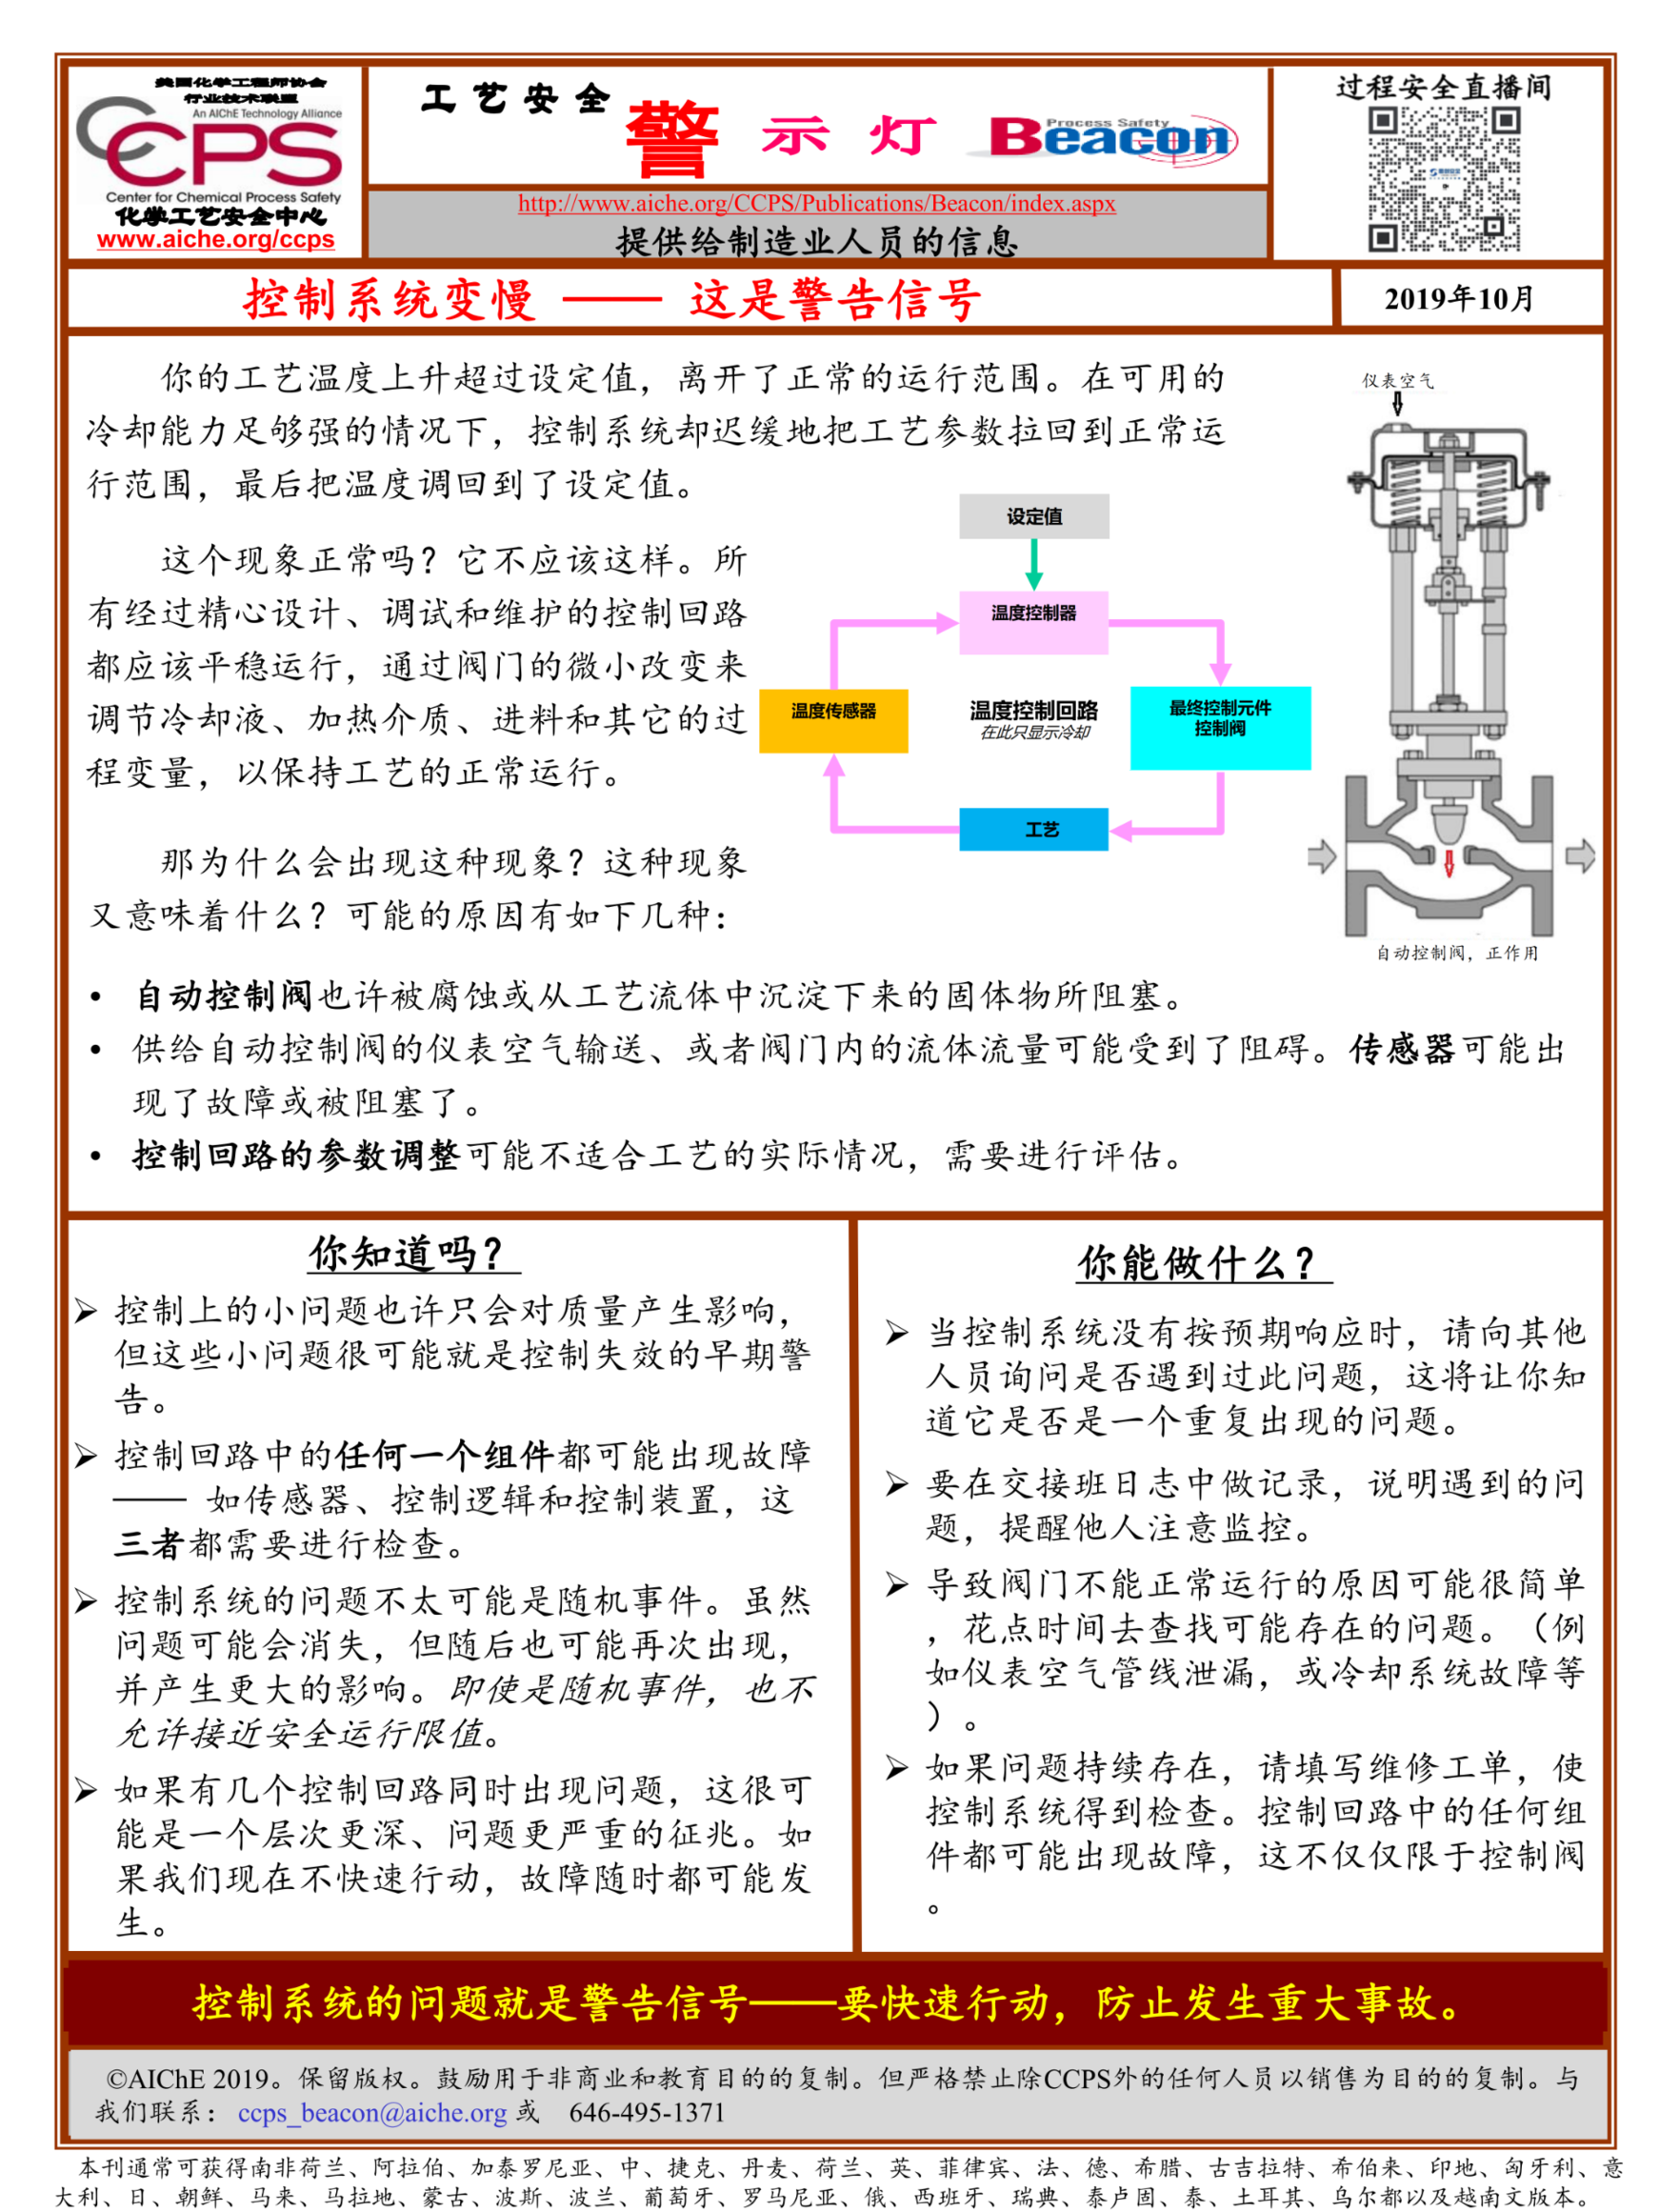 美国化学工程师协会
行业技术联盟
An AIChE Technology Alliance
CCPS
Center for Chemical Process Safety
化学工艺安全中心
www.aiche.org/ccps
工艺安全
警示灯
Process Safety
Beacon
http://www.aiche.org/CCPS/Publications/Beacon/index.aspx
提供给制造业人员的信息
过程安全直播间
控制系统变慢 —— 这是警告信号
2019年10月
你的工艺温度上升超过设定值，离开了正常的运行范围。在可用的
冷却能力足够强的情况下，控制系统却迟缓地把工艺参数拉回到正常运
行范围，最后把温度调回到了设定值。
这个现象正常吗？它不应该这样。所
有经过精心设计、调试和维护的控制回路
都应该平稳运行，通过阀门的微小改变来
调节冷却液、加热介质、进料和其它的过
程变量，以保持工艺的正常运行。
那为什么会出现这种现象？这种现象
又意味着什么？可能的原因有如下几种：
设定值
温度控制器
温度传感器
温度控制回路
在此只显示冷却
最终控制元件
控制阀
工艺
仪表空气
自动控制阀，正作用
• 自动控制阀也许被腐蚀或从工艺流体中沉淀下来的固体物所阻塞。
• 供给自动控制阀的仪表空气输送、或者阀门内的流体流量可能受到了阻碍。传感器可能出
现了故障或被阻塞了。
• 控制回路的参数调整可能不适合工艺的实际情况，需要进行评估。
你知道吗？
➢ 控制上的小问题也许只会对质量产生影响，
但这些小问题很可能就是控制失效的早期警
告。
➢ 控制回路中的任何一个组件都可能出现故障
—— 如传感器、控制逻辑和控制装置，这
三者都需要进行检查。
➢ 控制系统的问题不太可能是随机事件。虽然
问题可能会消失，但随后也可能再次出现，
并产生更大的影响。即使是随机事件，也不
允许接近安全运行限值。
➢ 如果有几个控制回路同时出现问题，这很可
能是一个层次更深、问题更严重的征兆。如
果我们现在不快速行动，故障随时都可能发
生。
你能做什么？
➢ 当控制系统没有按预期响应时，请向其他
人员询问是否遇到过此问题，这将让你知
道它是否是一个重复出现的问题。
➢ 要在交接班日志中做记录，说明遇到的问
题，提醒他人注意监控。
➢ 导致阀门不能正常运行的原因可能很简单
，花点时间去查找可能存在的问题。（例
如仪表空气管线泄漏，或冷却系统故障等
）。
➢ 如果问题持续存在，请填写维修工单，使
控制系统得到检查。控制回路中的任何组
件都可能出现故障，这不仅仅限于控制阀
。
控制系统的问题就是警告信号——要快速行动，防止发生重大事故。
©AIChE 2019。保留版权。鼓励用于非商业和教育目的的复制。但严格禁止除CCPS外的任何人员以销售为目的的复制。与
我们联系： ccps_beacon@aiche.org 或 646-495-1371
本刊通常可获得南非荷兰、阿拉伯、加泰罗尼亚、中、捷克、丹麦、荷兰、英、菲律宾、法、德、希腊、古吉拉特、希伯来、印地、匈牙利、意
大利、日、朝鲜、马来、马拉地、蒙古、波斯、波兰、葡萄牙、罗马尼亚、俄、西班牙、瑞典、泰卢固、泰、土耳其、乌尔都以及越南文版本。